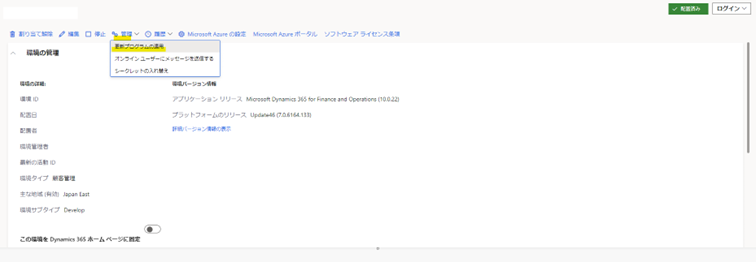 配置済み
ログイン
割り当て解除 編集 停止 管理 履歴 Microsoft Azure の設定 Microsoft Azure ポータル ソフトウェア ライセンス条項
更新プログラムの適用
オンライン ユーザーにメッセージを送信する
シークレットの入れ替え
環境の管理
環境の詳細:
環境バージョン情報
環境 ID
アプリケーション リリース Microsoft Dynamics 365 for Finance and Operations (10.0.22)
配置日
プラットフォームのリリース Update46 (7.0.6164.133)
配置者
詳細バージョン情報の表示
環境管理者
最新の活動 ID
環境タイプ 顧客管理
主な地域 (有効) Japan East
環境サブタイプ Develop
この環境を Dynamics 365 ホーム ページに固定